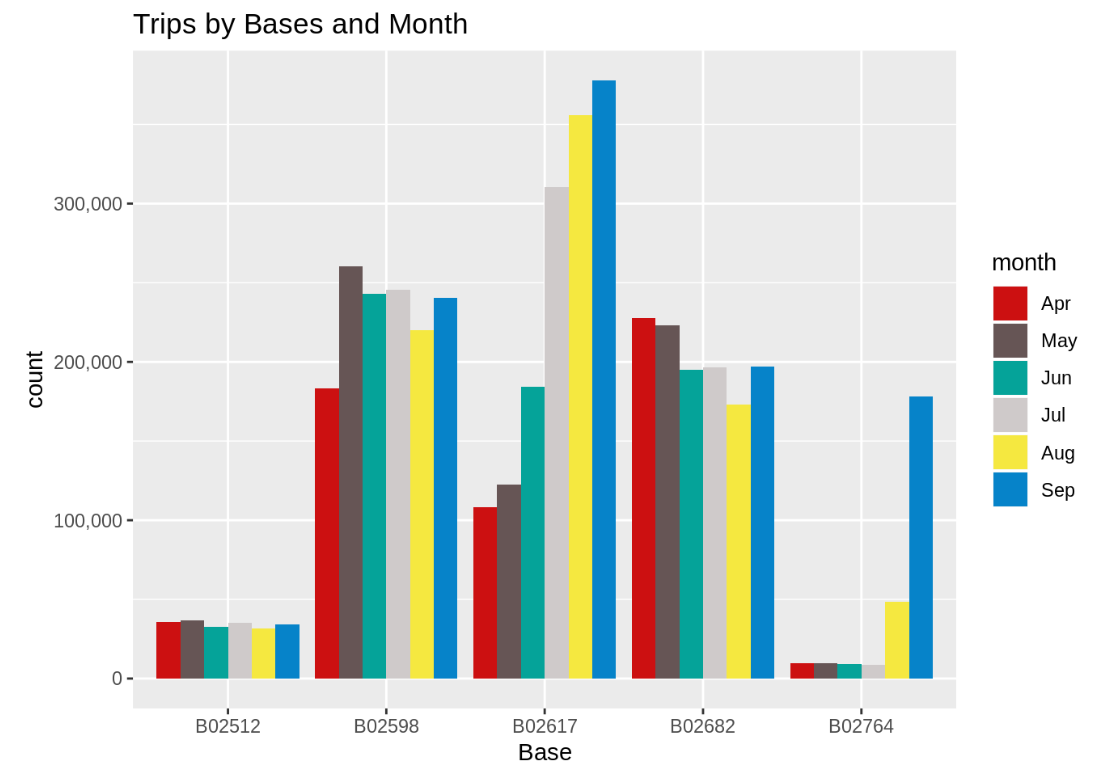 Trips by Bases and Month
count
300,000
200,000
100,000
0
B02512 B02598 B02617 B02682 B02764
Base
month
Apr
May
Jun
Jul
Aug
Sep